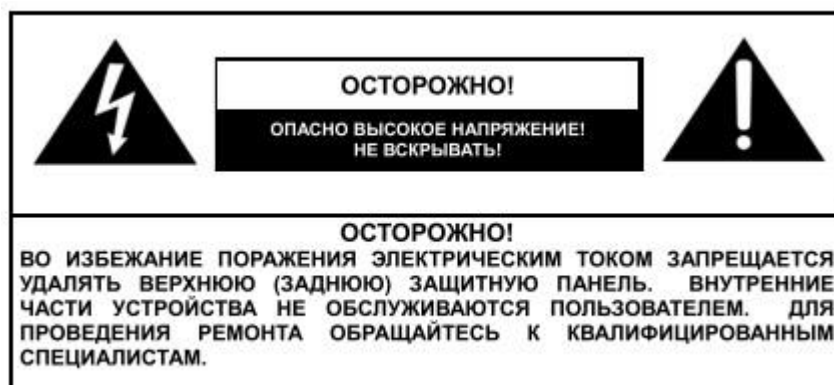 ОСТОРОЖНО!
ОПАСНО ВЫСОКОЕ НАПРЯЖЕНИЕ!
НЕ ВСКРЫВАТЬ!
ОСТОРОЖНО!
ВО ИЗБЕЖАНИЕ ПОРАЖЕНИЯ ЭЛЕКТРИЧЕСКИМ ТОКОМ ЗАПРЕЩАЕТСЯ
УДАЛЯТЬ ВЕРХНЮЮ (ЗАДНЮЮ) ЗАЩИТНУЮ ПАНЕЛЬ. ВНУТРЕННИЕ
ЧАСТИ УСТРОЙСТВА НЕ ОБСЛУЖИВАЮТСЯ ПОЛЬЗОВАТЕЛЕМ. ДЛЯ
ПРОВЕДЕНИЯ РЕМОНТА ОБРАЩАЙТЕСЬ К КВАЛИФИЦИРОВАННЫМ
СПЕЦИАЛИСТАМ.